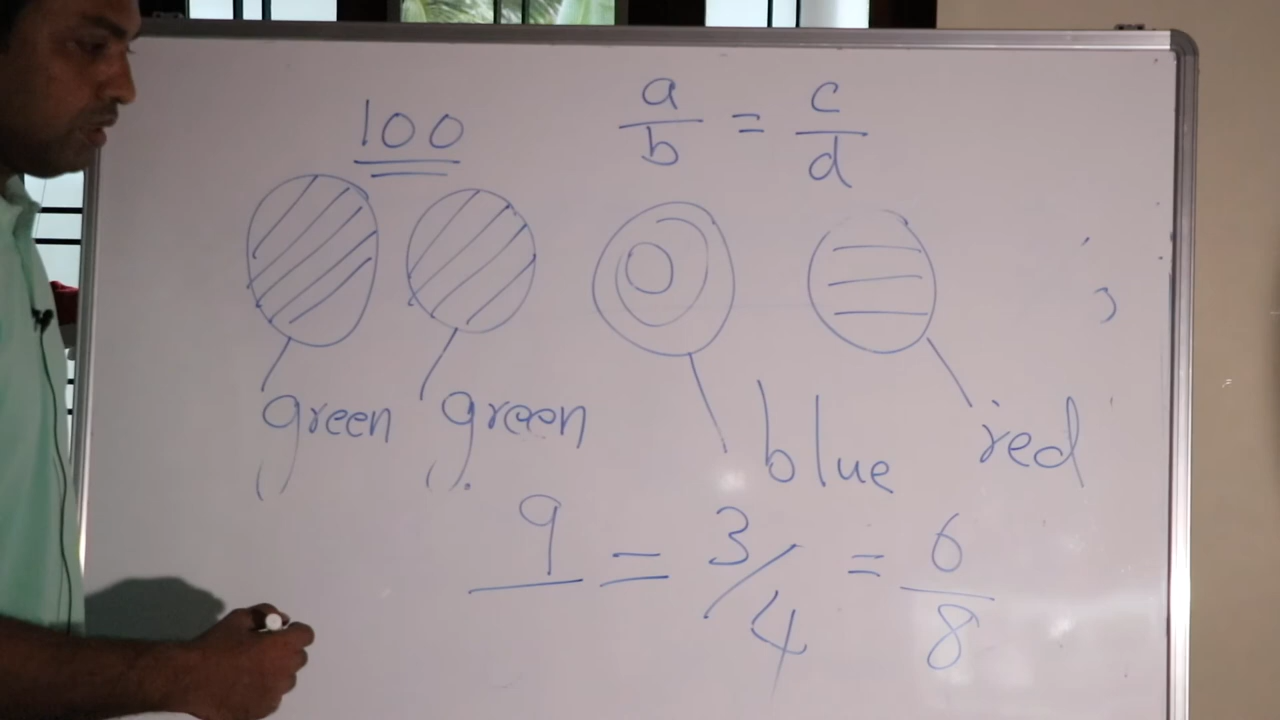 100
a/b = c/d
green green blue red
9/ = 3/4 = 6/8